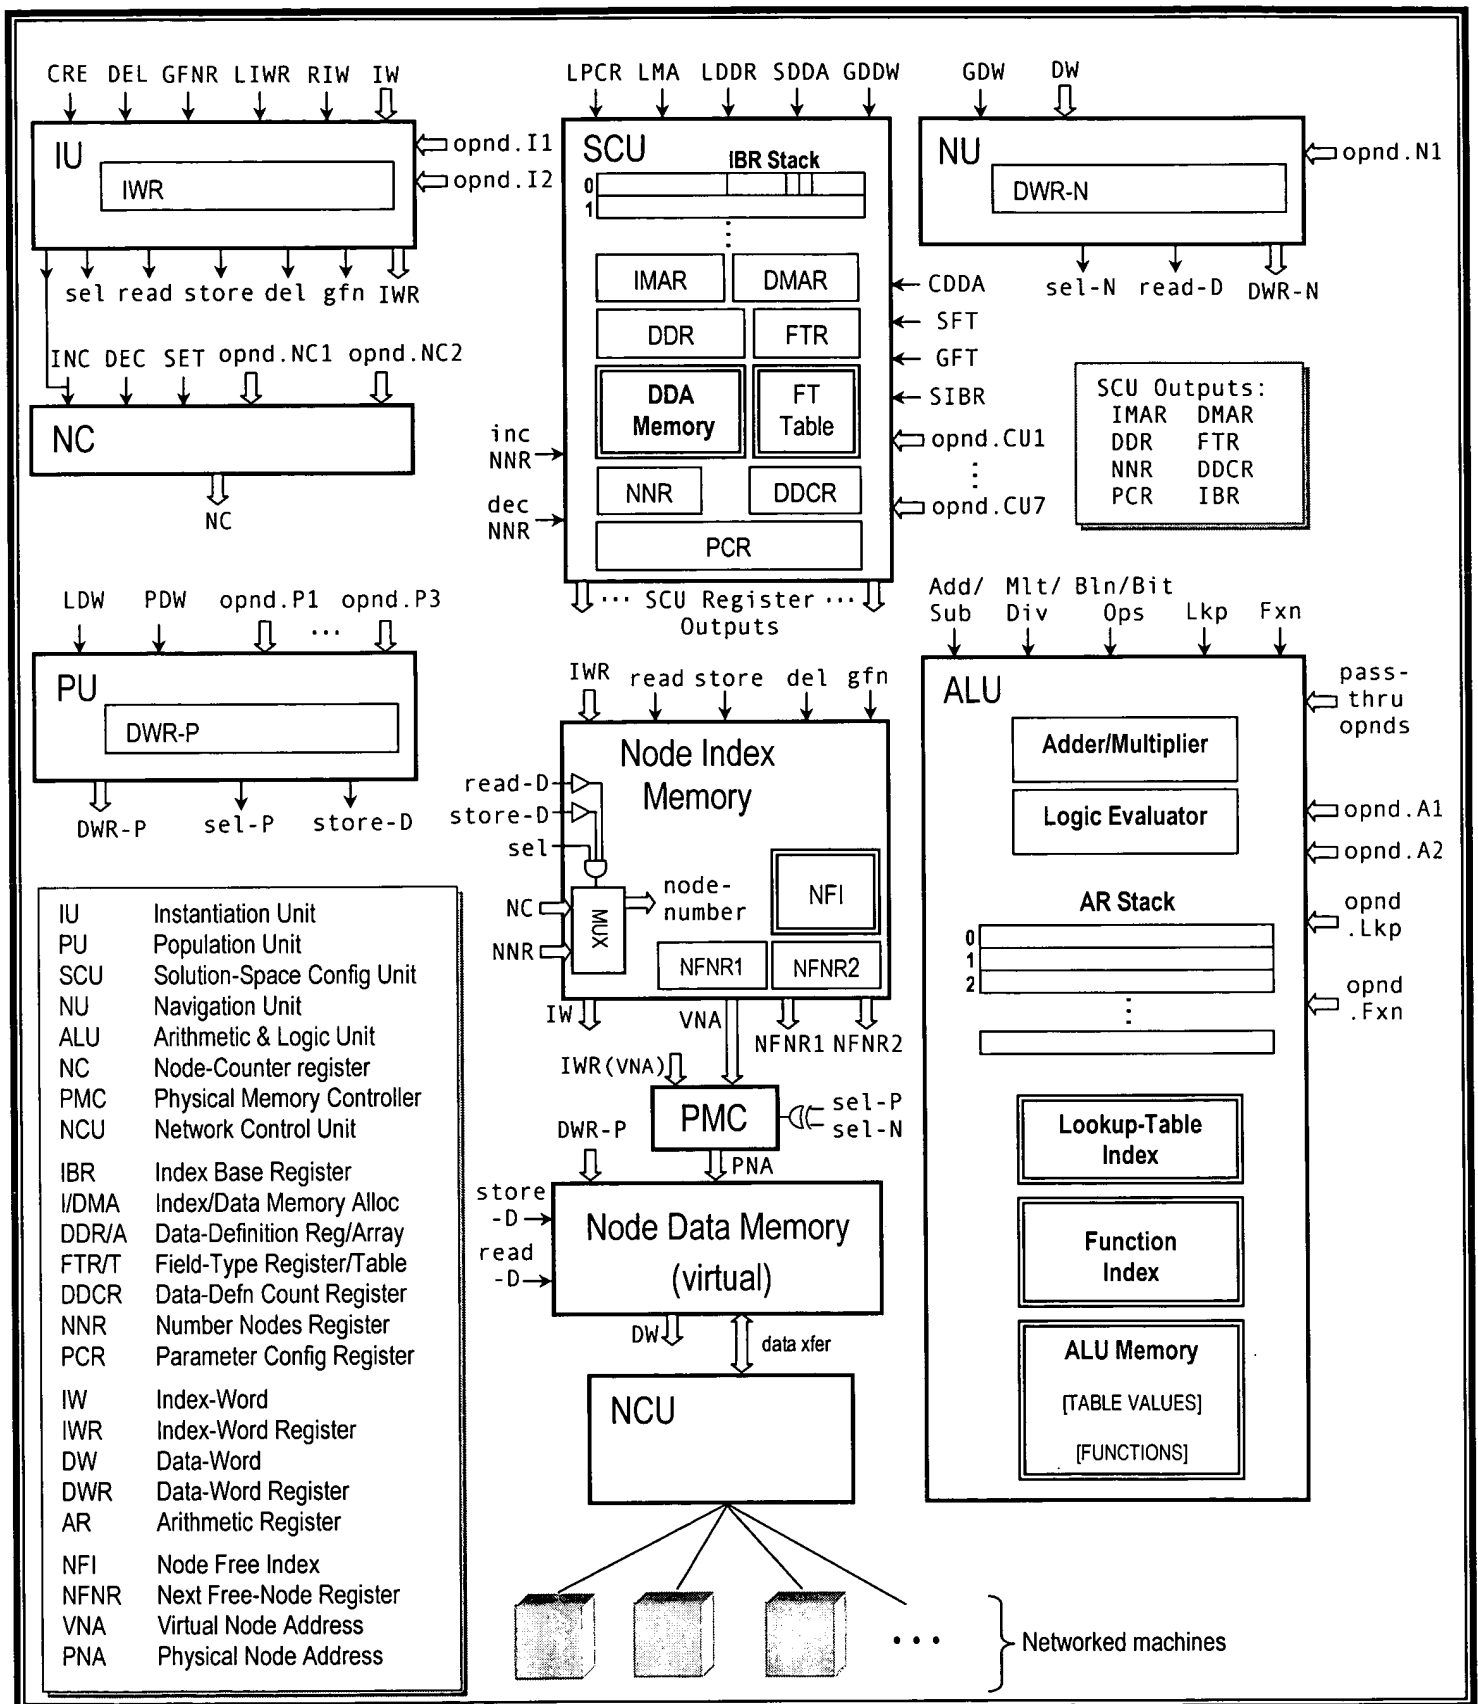 CRE DEL GFNR LIWR RIW IW
IU
IWR
opnd.I1
opnd.I2
sel read store del gfn IWR
INC DEC SET opnd.NC1 opnd.NC2
NC
NC
LDW PDW opnd.P1 ... opnd.P3
PU
DWR-P
DWR-P sel-P store-D
LPCR LMA LDDR SDDA GDDW
SCU
IBR Stack
0
1
IMAR DMAR
DDR FTR
DDA
Memory
FT
Table
NNR DDCR
PCR
inc
NNR
dec
NNR
CDDA
SFT
GFT
SIBR
opnd.CU1
opnd.CU7
... SCU Register ...
Outputs
GDW DW
NU
DWR-N
opnd.N1
sel-N read-D DWR-N
SCU Outputs:
IMAR DMAR
DDR FTR
NNR DDCR
PCR IBR
IWR read store del gfn
Node Index
Memory
read-D
store-D
sel
NC
NNR
MUX
node-
number
NFI
NFNR1 NFNR2
IW VNA NFNR1 NFNR2
IWR(VNA)
PMC
sel-P
sel-N
DWR-P
PNA
store
-D
read
-D
Node Data Memory
(virtual)
DW
data xfer
NCU
... Networked machines
Add/
Sub
Mlt/
Div
Bln/Bit
Ops
Lkp Fxn
ALU
Adder/Multiplier
Logic Evaluator
AR Stack
0
1
2
Lookup-Table
Index
Function
Index
ALU Memory
[TABLE VALUES]
[FUNCTIONS]
pass-
thru
opnds
opnd.A1
opnd.A2
opnd
.Lkp
opnd
.Fxn
IU Instantiation Unit
PU Population Unit
SCU Solution-Space Config Unit
NU Navigation Unit
ALU Arithmetic & Logic Unit
NC Node-Counter register
PMC Physical Memory Controller
NCU Network Control Unit
IBR Index Base Register
I/DMA Index/Data Memory Alloc
DDR/A Data-Definition Reg/Array
FTR/T Field-Type Register/Table
DDCR Data-Defn Count Register
NNR Number Nodes Register
PCR Parameter Config Register
IW Index-Word
IWR Index-Word Register
DW Data-Word
DWR Data-Word Register
AR Arithmetic Register
NFI Node Free Index
NFNR Next Free-Node Register
VNA Virtual Node Address
PNA Physical Node Address